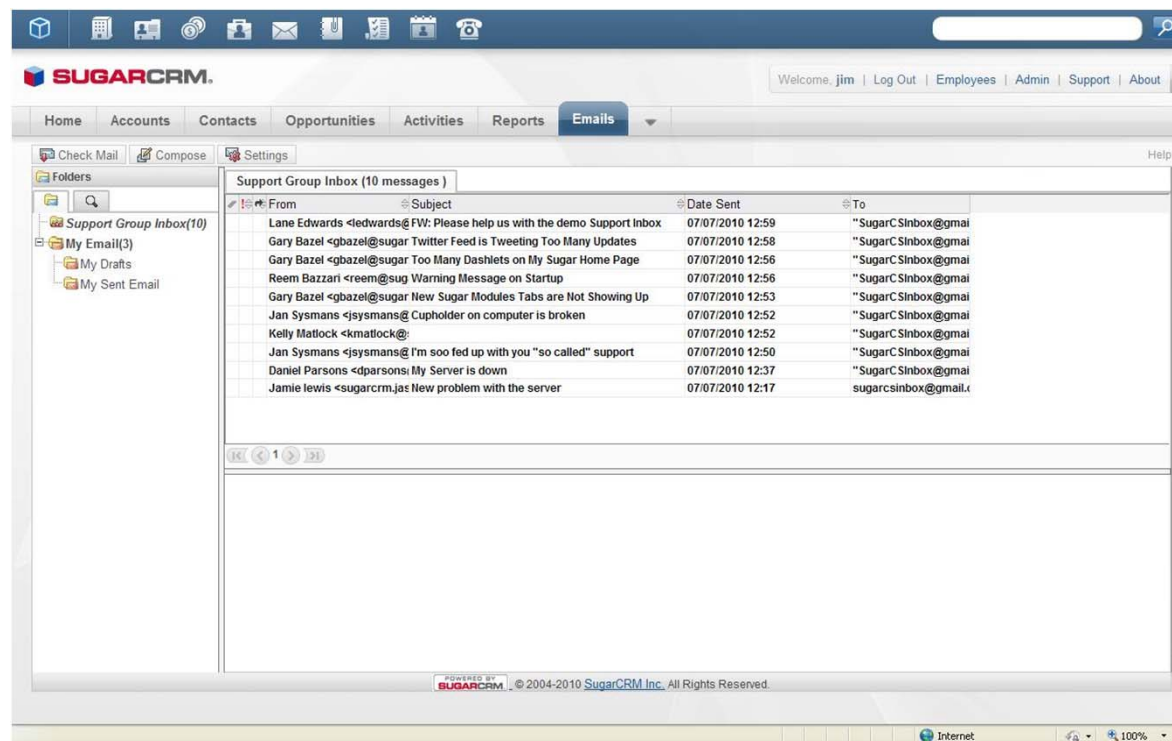 SUGARCRM.
Welcome, jim | Log Out | Employees | Admin | Support | About
Home Accounts Contacts Opportunities Activities Reports Emails
Check Mail Compose Settings Help
Folders
Support Group Inbox (10 messages )
From Subject Date Sent To
Support Group Inbox(10)
My Email(3)
My Drafts
My Sent Email
Lane Edwards <ledwards@ FW: Please help us with the demo Support Inbox 07/07/2010 12:59 "SugarCSInbox@gmai
Gary Bazel <gbazel@sugar Twitter Feed is Tweeting Too Many Updates 07/07/2010 12:58 "SugarCSInbox@gmai
Gary Bazel <gbazel@sugar Too Many Dashlets on My Sugar Home Page 07/07/2010 12:56 "SugarCSInbox@gmai
Reem Bazzari <reem@sug Warning Message on Startup 07/07/2010 12:56 "SugarCSInbox@gmai
Gary Bazel <gbazel@sugar New Sugar Modules Tabs are Not Showing Up 07/07/2010 12:53 "SugarCSInbox@gmai
Jan Sysmans <jsysmans@ Cupholder on computer is broken 07/07/2010 12:52 "SugarCSInbox@gmai
Kelly Matlock <kmatlock@ 07/07/2010 12:52 "SugarCSInbox@gmai
Jan Sysmans <jsysmans@ I'm soo fed up with you "so called" support 07/07/2010 12:50 "SugarCSInbox@gmai
Daniel Parsons <dparsons My Server is down 07/07/2010 12:37 "SugarCSInbox@gmai
Jamie lewis <sugarcrm.jas New problem with the server 07/07/2010 12:17 sugarcsinbox@gmail.
1
POWERED BY
SUGARCRM © 2004-2010 SugarCRM Inc. All Rights Reserved.
Internet 100%